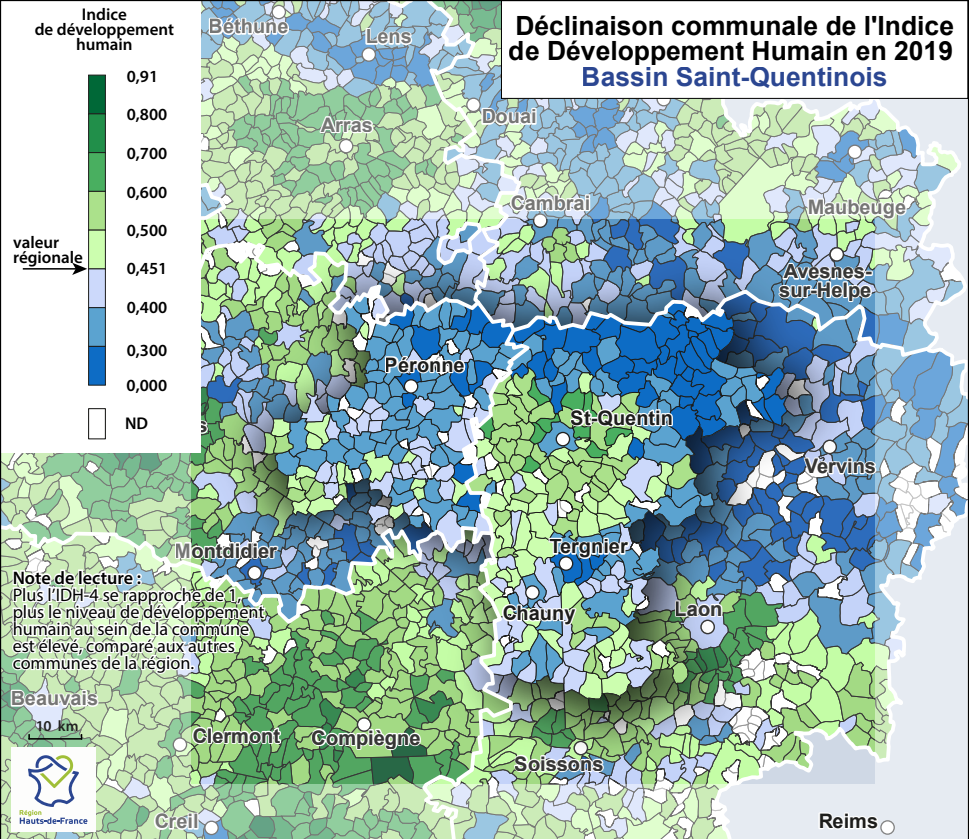 Déclinaison communale de l'Indice
de Développement Humain en 2019
Bassin Saint-Quentinois
Indice
de développement
humain
0,91
0,800
0,700
0,600
0,500
valeur
régionale
0,451
0,400
0,300
0,000
ND
Béthune
Lens
Douai
Arras
Cambrai
Maubeuge
Avesnes-
sur-Helpe
Péronne
St-Quentin
s
Vervins
Montdidier
Tergnier
Chauny
Laon
Note de lecture :
Plus l'IDH-4 se rapproche de 1,
plus le niveau de développement
humain au sein de la commune
est élevé, comparé aux autres
communes de la région.
Beauvais
10 km
Clermont
Compiègne
Soissons
Région
Hauts-de-France
Creil
Reims